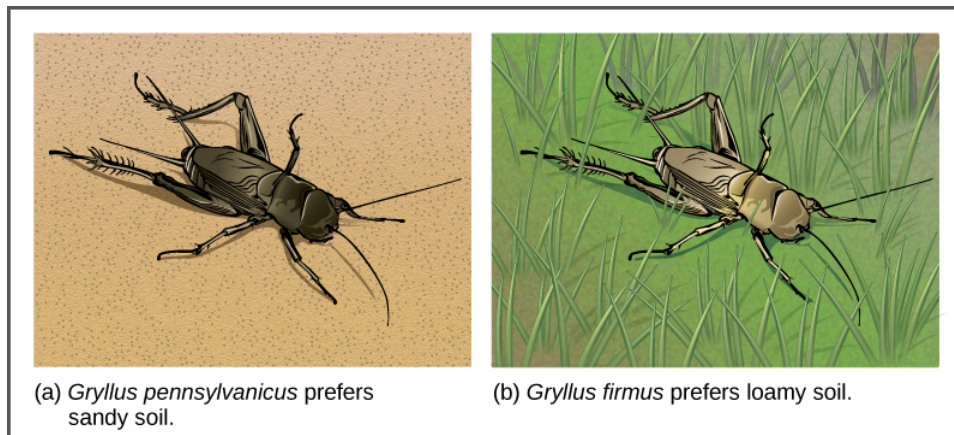 (a) Gryllus pennsylvanicus prefers
sandy soil.
(b) Gryllus firmus prefers loamy soil.